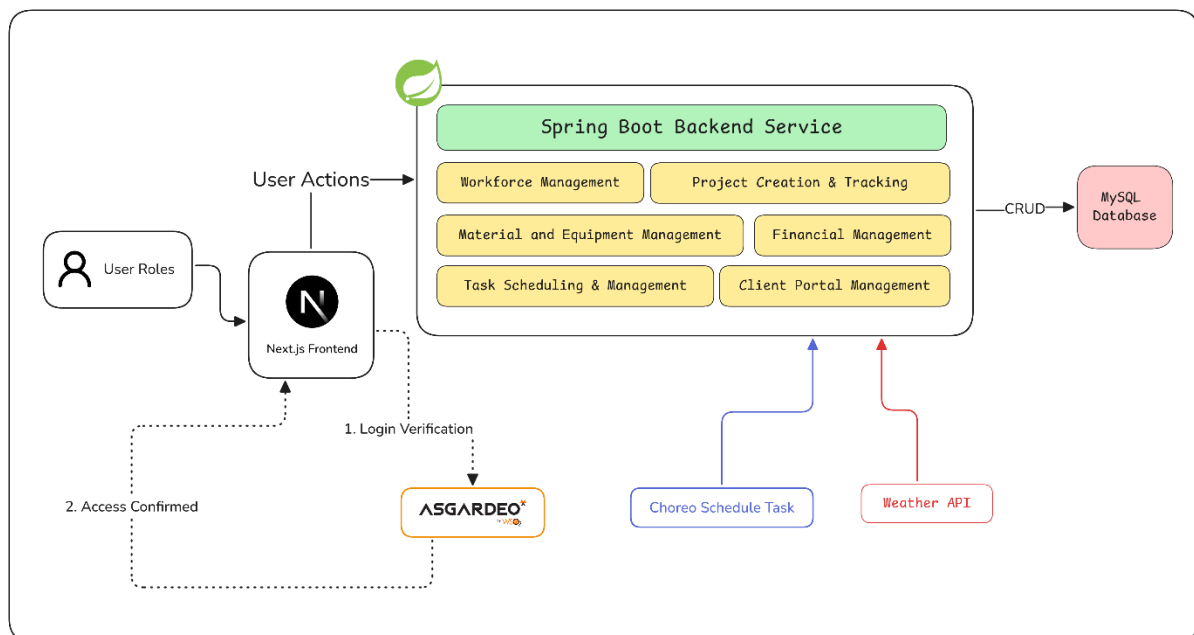 Spring Boot Backend Service
User Actions
Workforce Management
Project Creation & Tracking
CRUD
MySQL
Database
Material and Equipment Management
Financial Management
User Roles
Task Scheduling & Management
Client Portal Management
N
Next.js Frontend
1. Login Verification
2. Access Confirmed
ASGARDEO
by WSO2
Choreo Schedule Task
Weather API